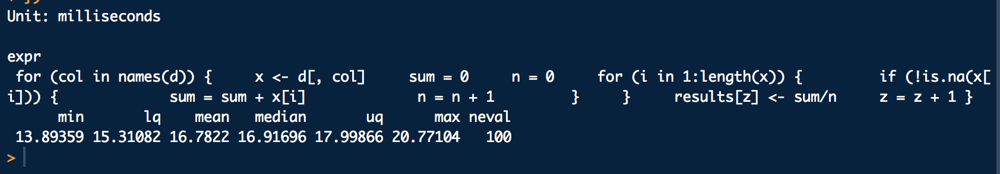 Unit: milliseconds
expr
for (col in names(d)) {     x <- d[, col]     sum = 0     n = 0     for (i in 1:length(x)) {         if (!is.na(x[
i])) {             sum = sum + x[i]             n = n + 1         }     }     results[z] <- sum/n     z = z + 1 }
min       lq    mean   median       uq      max neval
13.89359 15.31082 16.7822 16.91696 17.99866 20.77104   100
>